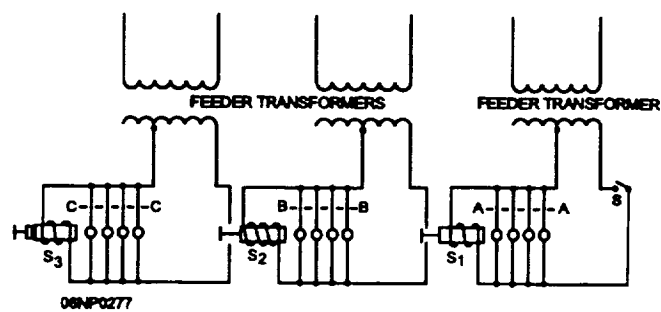 FEEDER TRANSFORMERS
FEEDER TRANSFORMER
C C
B B
A A
S
S3
S2
S1
06NP0277